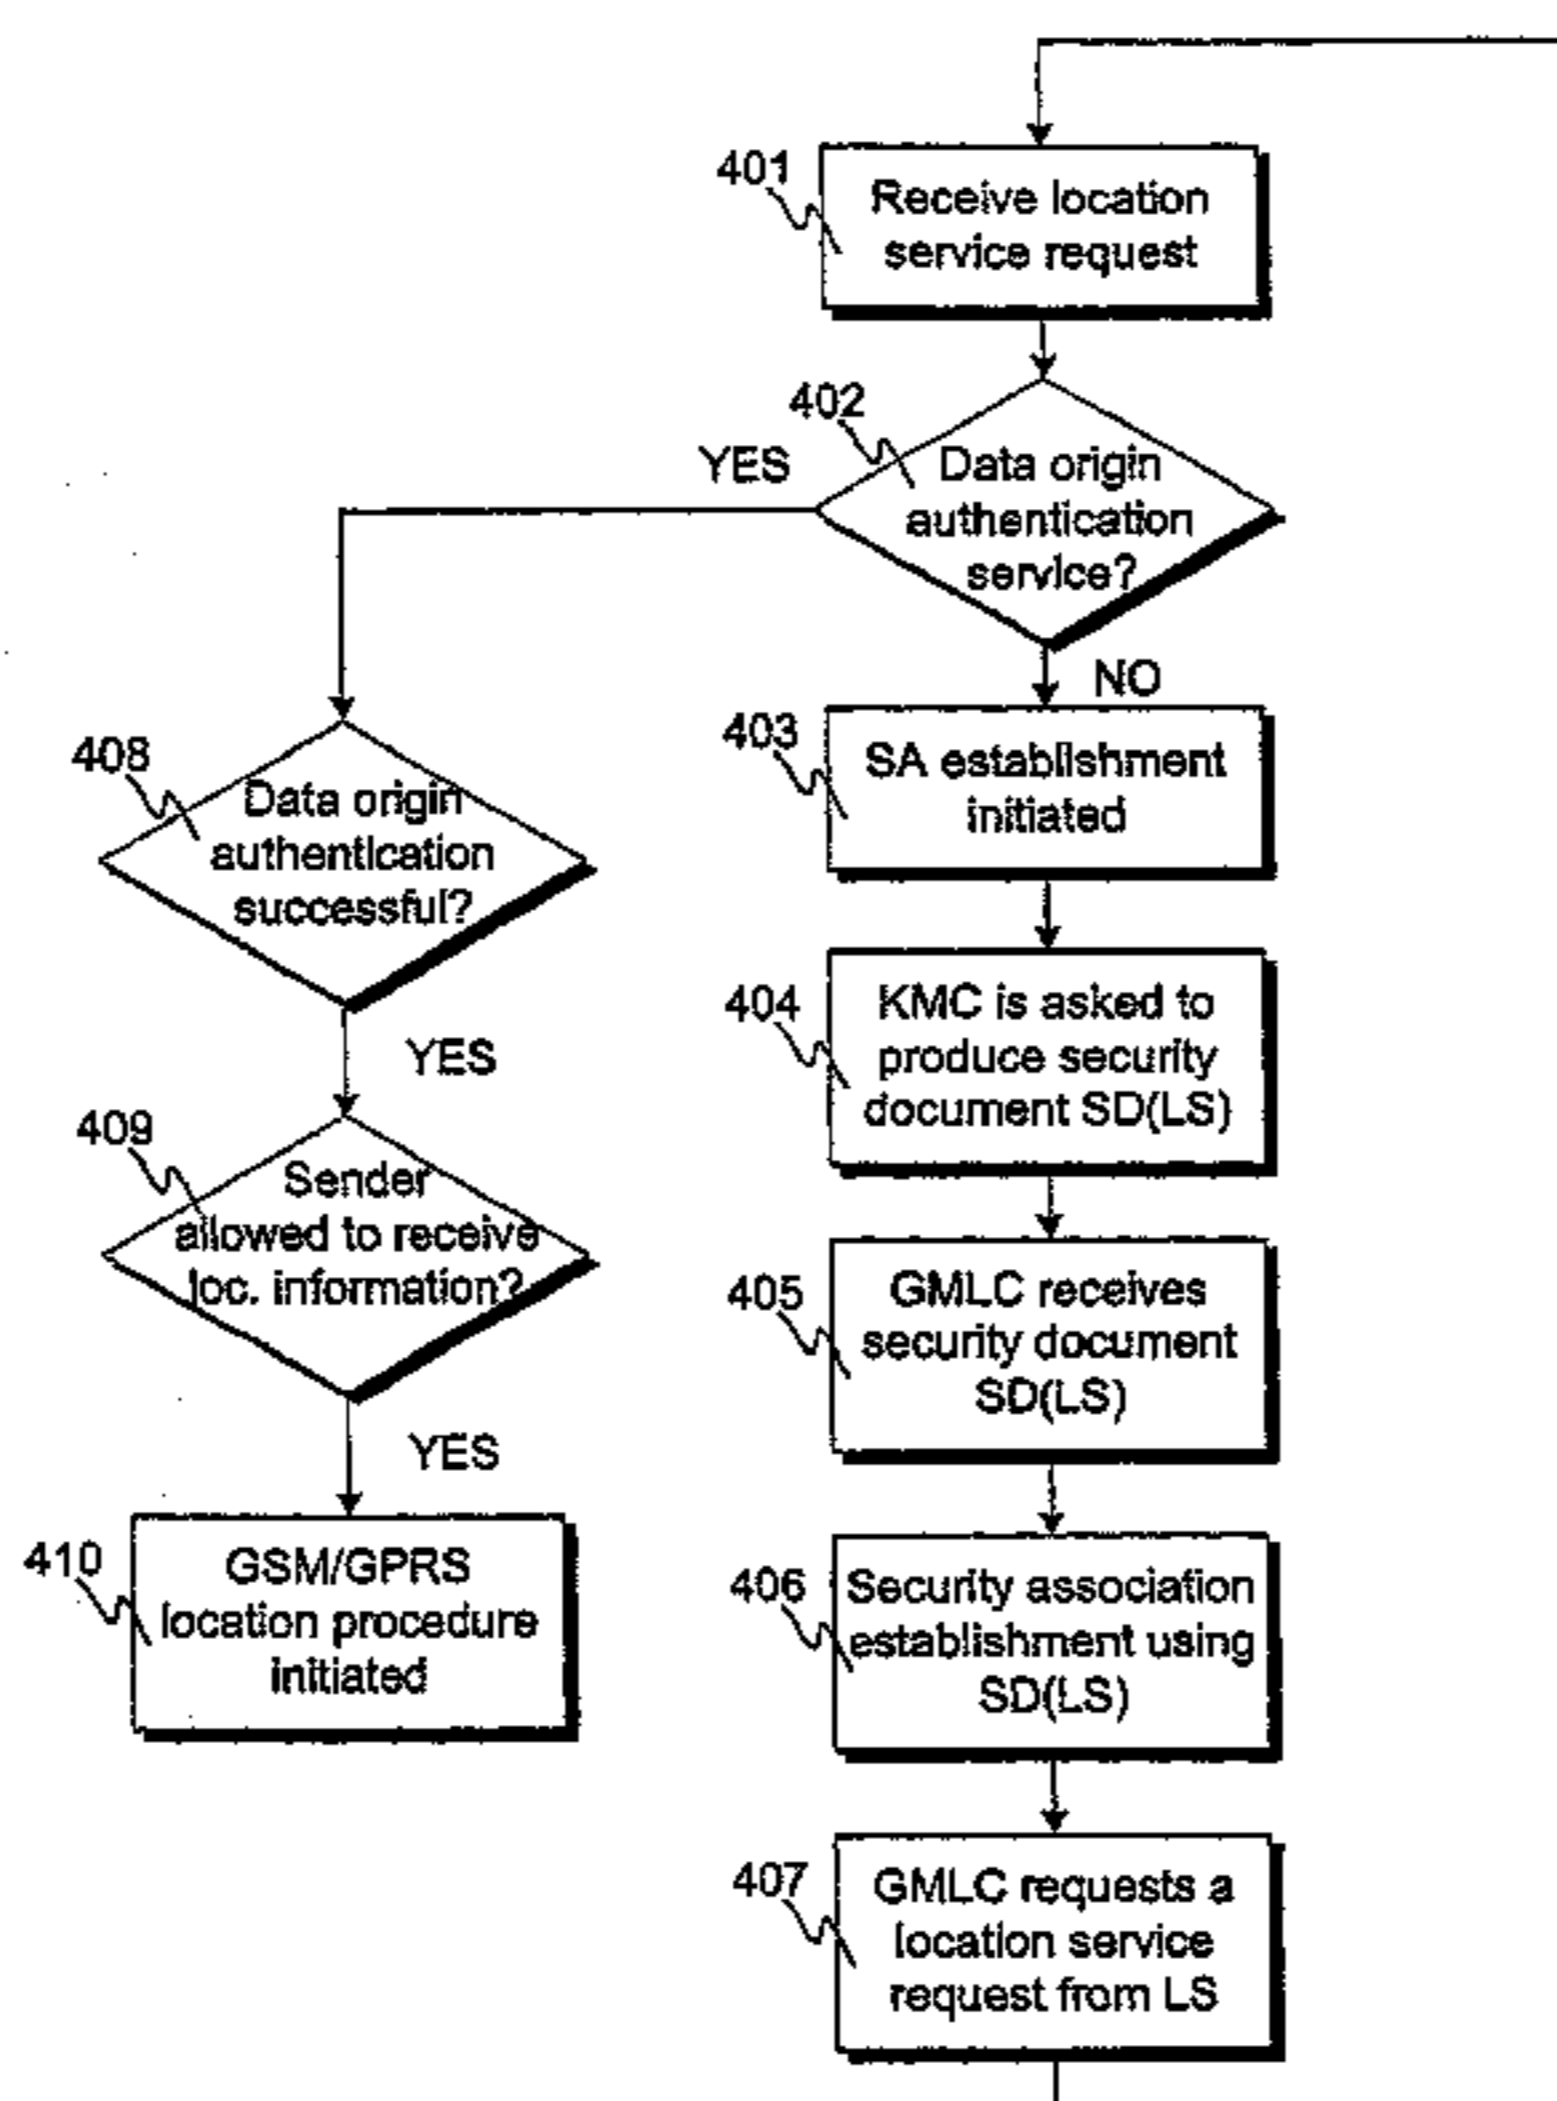 401
Receive location
service request
402
YES
Data origin
authentication
service?
NO
403
SA establishment
initiated
408
Data origin
authentication
successful?
YES
404
KMC is asked to
produce security
document SD(LS)
409
Sender
allowed to receive
loc. information?
YES
405
GMLC receives
security document
SD(LS)
410
GSM/GPRS
location procedure
initiated
406
Security association
establishment using
SD(LS)
407
GMLC requests a
location service
request from LS